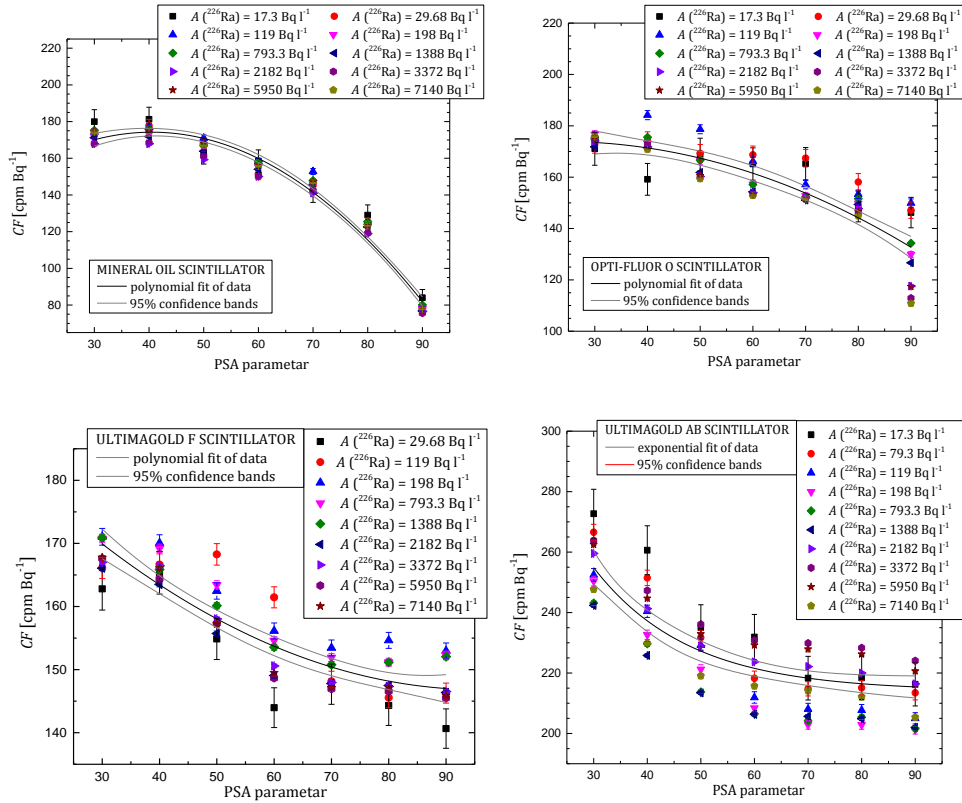 A (²²⁶Ra) = 17.3 Bq l⁻¹
A (²²⁶Ra) = 29.68 Bq l⁻¹
A (²²⁶Ra) = 119 Bq l⁻¹
A (²²⁶Ra) = 198 Bq l⁻¹
A (²²⁶Ra) = 793.3 Bq l⁻¹
A (²²⁶Ra) = 1388 Bq l⁻¹
A (²²⁶Ra) = 2182 Bq l⁻¹
A (²²⁶Ra) = 3372 Bq l⁻¹
A (²²⁶Ra) = 5950 Bq l⁻¹
A (²²⁶Ra) = 7140 Bq l⁻¹
220
200
180
160
140
120
100
80
CF [cpm Bq⁻¹]
MINERAL OIL SCINTILLATOR
polynomial fit of data
95% confidence bands
30 40 50 60 70 80 90
PSA parametar
A (²²⁶Ra) = 17.3 Bq l⁻¹
A (²²⁶Ra) = 29.68 Bq l⁻¹
A (²²⁶Ra) = 119 Bq l⁻¹
A (²²⁶Ra) = 198 Bq l⁻¹
A (²²⁶Ra) = 793.3 Bq l⁻¹
A (²²⁶Ra) = 1388 Bq l⁻¹
A (²²⁶Ra) = 2182 Bq l⁻¹
A (²²⁶Ra) = 3372 Bq l⁻¹
A (²²⁶Ra) = 5950 Bq l⁻¹
A (²²⁶Ra) = 7140 Bq l⁻¹
220
200
180
160
140
120
100
CF [cpm Bq⁻¹]
OPTI-FLUOR O SCINTILLATOR
polynomial fit of data
95% confidence bands
30 40 50 60 70 80 90
PSA parametar
ULTIMAGOLD F SCINTILLATOR
polynomial fit of data
95% confidence bands
A (²²⁶Ra) = 29.68 Bq l⁻¹
A (²²⁶Ra) = 119 Bq l⁻¹
A (²²⁶Ra) = 198 Bq l⁻¹
A (²²⁶Ra) = 793.3 Bq l⁻¹
A (²²⁶Ra) = 1388 Bq l⁻¹
A (²²⁶Ra) = 2182 Bq l⁻¹
A (²²⁶Ra) = 3372 Bq l⁻¹
A (²²⁶Ra) = 5950 Bq l⁻¹
A (²²⁶Ra) = 7140 Bq l⁻¹
180
170
160
150
140
CF [cpm Bq⁻¹]
30 40 50 60 70 80 90
PSA parametar
ULTIMAGOLD AB SCINTILLATOR
exponential fit of data
95% confidence bands
A (²²⁶Ra) = 17.3 Bq l⁻¹
A (²²⁶Ra) = 79.3 Bq l⁻¹
A (²²⁶Ra) = 119 Bq l⁻¹
A (²²⁶Ra) = 198 Bq l⁻¹
A (²²⁶Ra) = 793.3 Bq l⁻¹
A (²²⁶Ra) = 1388 Bq l⁻¹
A (²²⁶Ra) = 2182 Bq l⁻¹
A (²²⁶Ra) = 3372 Bq l⁻¹
A (²²⁶Ra) = 5950 Bq l⁻¹
A (²²⁶Ra) = 7140 Bq l⁻¹
300
280
260
240
220
200
CF [cpm Bq⁻¹]
30 40 50 60 70 80 90
PSA parametar